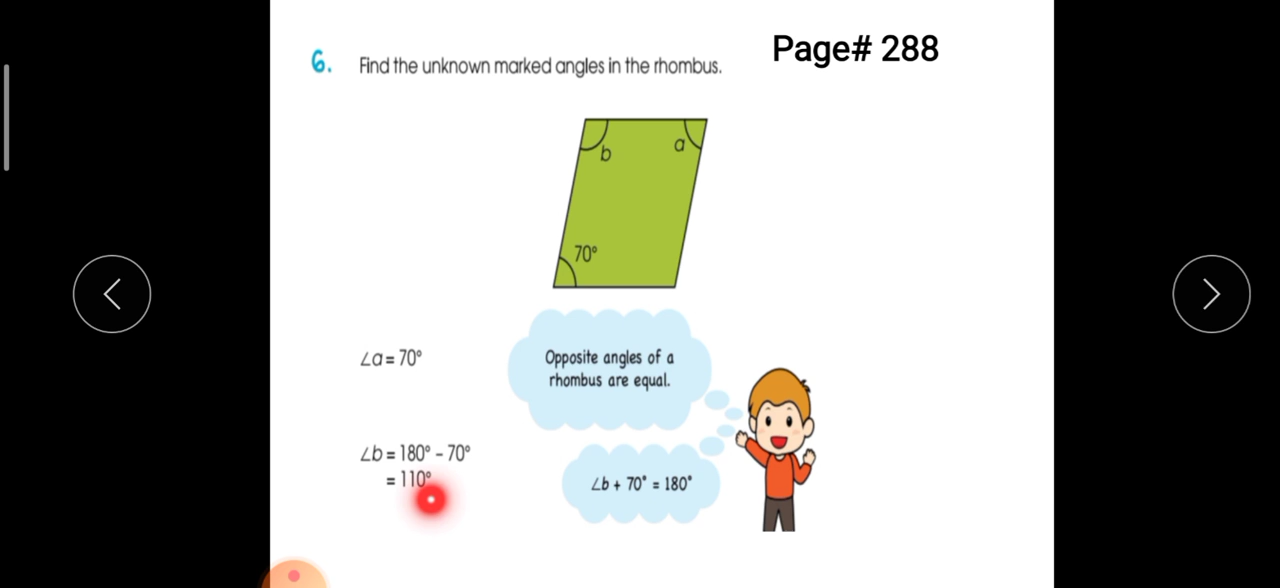 Page# 288
6. Find the unknown marked angles in the rhombus.
b
a
70°
∠a = 70°
Opposite angles of a
rhombus are equal.
∠b = 180° – 70°
= 110°
∠b + 70° = 180°